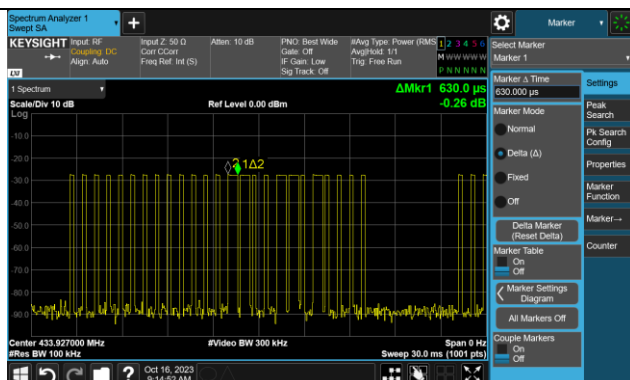 Spectrum Analyzer 1
Swept SA
Marker
KEYSIGHT
Input: RF
Coupling: DC
Align: Auto
Input Z: 50 Ω
Corr CCorr
Freq Ref: Int (S)
Atten: 10 dB
PNO: Best Wide
Gate: Off
IF Gain: Low
Sig Track: Off
#Avg Type: Power (RMS
Avg|Hold: 1/1
Trig: Free Run
1 2 3 4 5 6
M W W W W W
P N N N N N
Select Marker
Marker 1
LXI
1 Spectrum
ΔMkr1 630.0 µs
-0.26 dB
Scale/Div 10 dB
Ref Level 0.00 dBm
Log
-10.0
-20.0
-30.0
-40.0
-50.0
-60.0
-70.0
-80.0
-90.0
2 1Δ2
Center 433.927000 MHz
#Video BW 300 kHz
Span 0 Hz
#Res BW 100 kHz
Sweep 30.0 ms (1001 pts)
Marker Δ Time
630.000 µs
Marker Mode
Normal
Delta (Δ)
Fixed
Off
Delta Marker
(Reset Delta)
Marker Table
On
Off
Marker Settings
Diagram
All Markers Off
Couple Markers
On
Off
Settings
Peak
Search
Pk Search
Config
Properties
Marker
Function
Marker→
Counter
?
Oct 16, 2023
9:14:52 AM